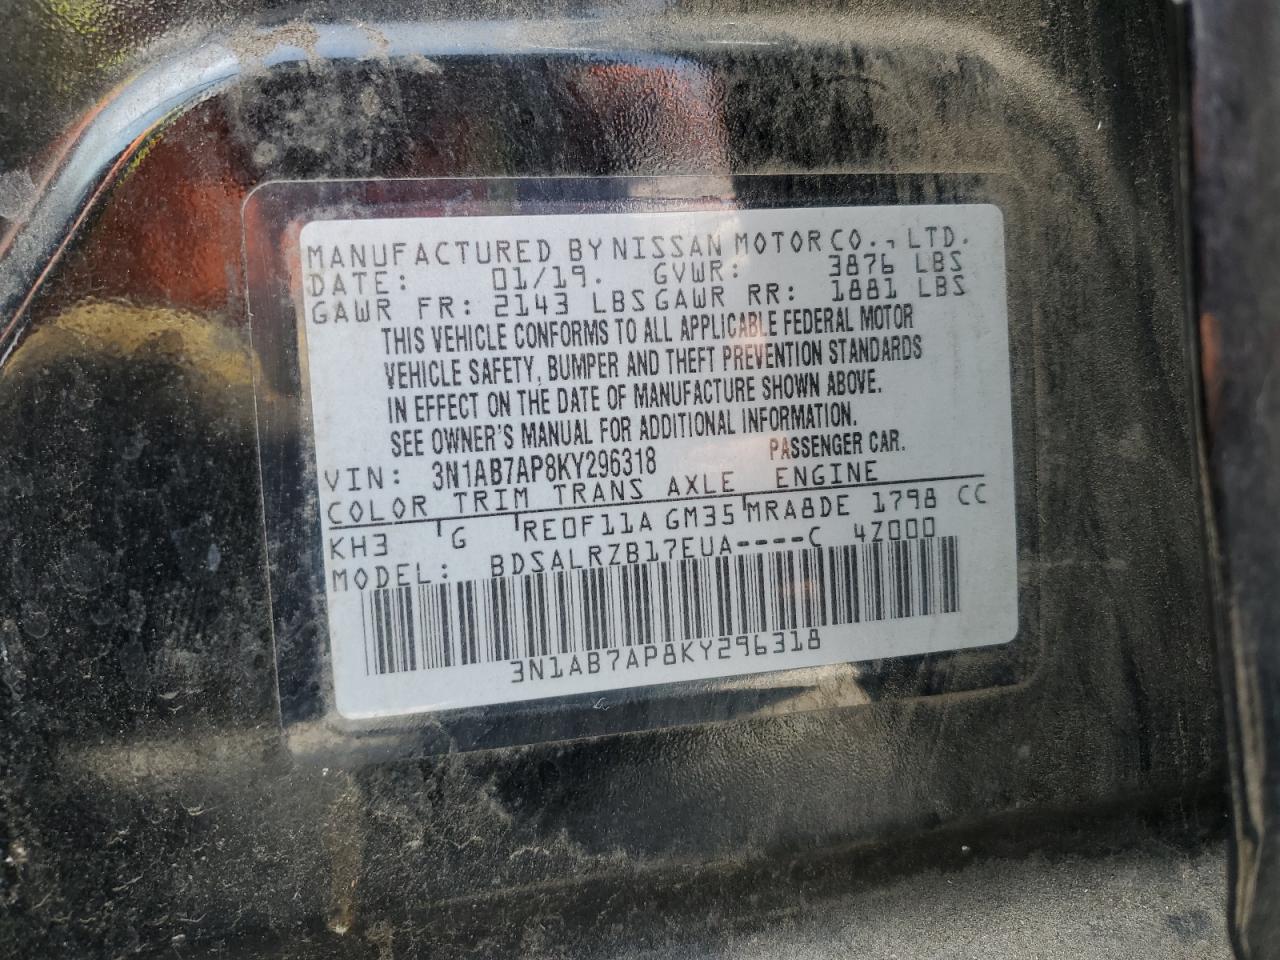 MANUFACTURED BY NISSAN MOTOR CO., LTD.
DATE: 01/19. GVWR: 3876 LBS
GAWR FR: 2143 LBS GAWR RR: 1881 LBS
THIS VEHICLE CONFORMS TO ALL APPLICABLE FEDERAL MOTOR
VEHICLE SAFETY, BUMPER AND THEFT PREVENTION STANDARDS
IN EFFECT ON THE DATE OF MANUFACTURE SHOWN ABOVE.
SEE OWNER'S MANUAL FOR ADDITIONAL INFORMATION.
VIN: 3N1AB7AP8KY296318 PASSENGER CAR.
COLOR TRIM TRANS AXLE ENGINE
KH3 G RE0F11A GM35 MRA8DE 1798 CC
MODEL: BDSALRZB17EUA----C 4Z000
3N1AB7AP8KY296318